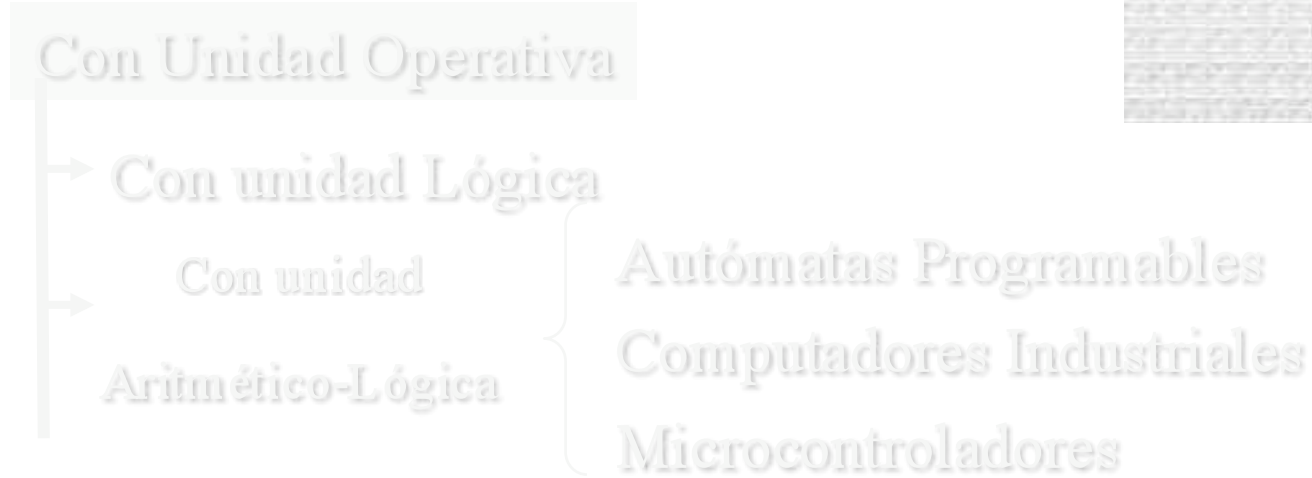 Con Unidad Operativa
Con unidad Lógica
Con unidad
Aritmético-Lógica
Autómatas Programables
Computadores Industriales
Microcontroladores